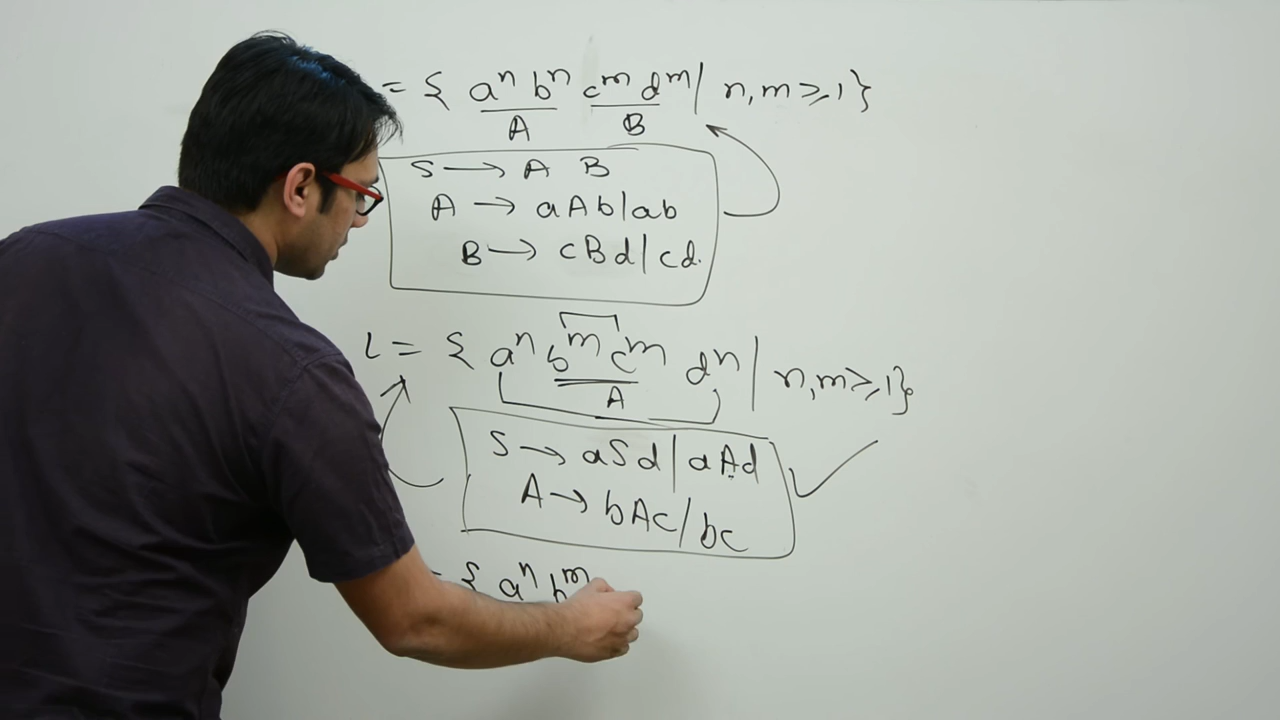 = { aⁿ bⁿ cᵐ dᵐ | n, m ≥ 1}
A B
S → A B
A → aAb|ab
B → cBd|cd.
L = { aⁿ bᵐ cᵐ dⁿ | n,m ≥ 1}
A
S → aSd|aAd
A → bAc/bc
= { aⁿ bᵐ